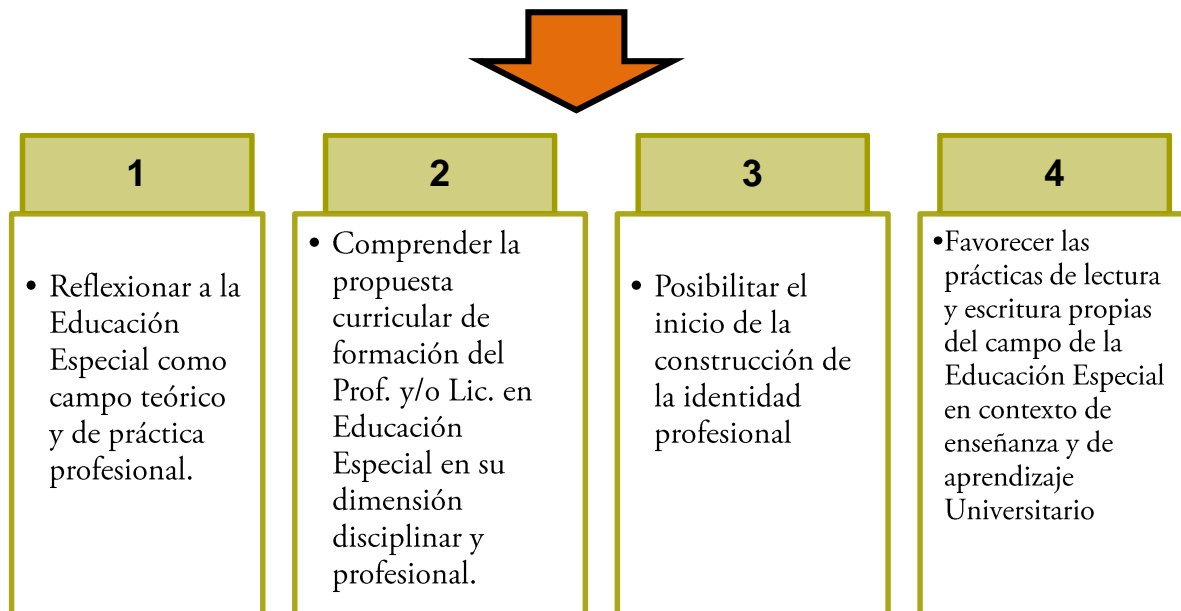 1
• Reflexionar a la
Educación
Especial como
campo teórico
y de práctica
profesional.
2
• Comprender la
propuesta
curricular de
formación del
Prof. y/o Lic. en
Educación
Especial en su
dimensión
disciplinar y
profesional.
3
• Posibilitar el
inicio de la
construcción de
la identidad
profesional
4
•Favorecer las
prácticas de lectura
y escritura propias
del campo de la
Educación Especial
en contexto de
enseñanza y de
aprendizaje
Universitario